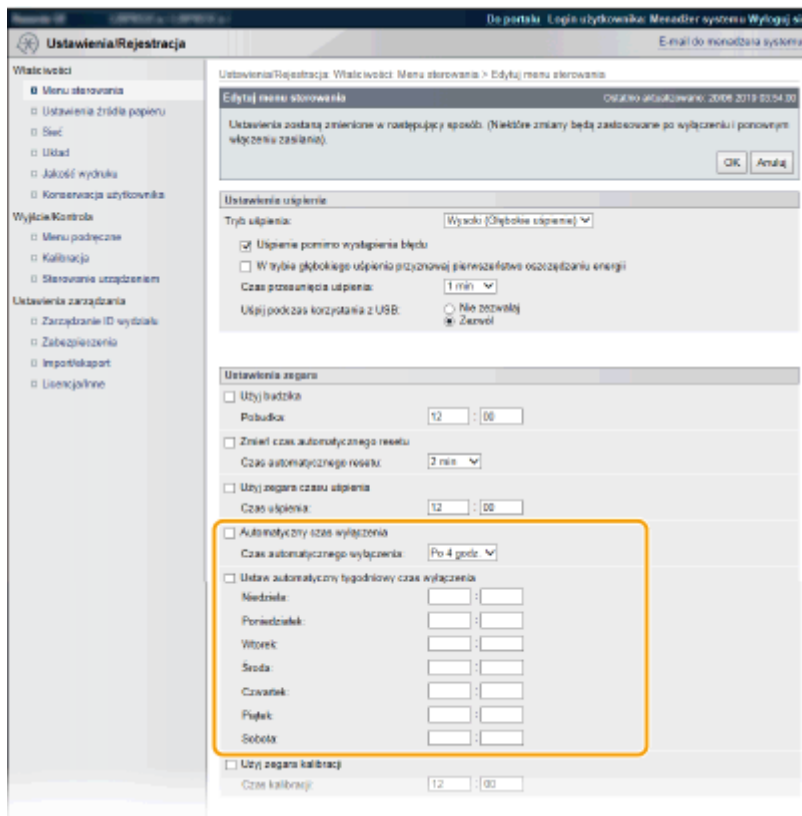 Do portalu Login użytkownika: Menedżer systemu Wyloguj si
Ustawienia/Rejestracja
E-mail do menadżera systemu
Właściwości
Menu sterowania
Ustawienia źródła papieru
Sieć
Układ
Jakość wydruku
Konserwacja użytkownika
Wyjście/Kontrola
Menu podręczne
Kalibracja
Sterowanie urządzeniem
Ustawienia zarządzania
Zarządzanie ID wydziału
Zabezpieczenia
Import/eksport
Licencja/Inne
Ustawienia/Rejestracja: Właściwości: Menu sterowania > Edytuj menu sterowania
Edytuj menu sterowania
Ostatnio aktualizowano: 2019 03:54:00
Ustawienia zostaną zmienione w następujący sposób. (Niektóre zmiany będą zastosowane po wyłączeniu i ponownym
włączeniu zasilania).
OK Anuluj
Ustawienie uśpienia
Tryb uśpienia: Wysoki (Głębokie uśpienie)
Uśpienie pomimo wystąpienia błędu
W trybie głębokiego uśpienia przyznawaj pierwszeństwo oszczędzaniu energii
Czas przesunięcia uśpienia: 1 min
Uśpij podczas korzystania z USB: Nie zezwalaj
Zezwól
Ustawienia zegara
Użyj budzika
Pobudka: 12 : 00
Zmień czas automatycznego resetu
Czas automatycznego resetu: 2 min
Użyj zegara czasu uśpienia
Czas uśpienia: 12 : 00
Automatyczny czas wyłączenia
Czas automatycznego wyłączenia: Po 4 godz.
Ustaw automatyczny tygodniowy czas wyłączenia
Niedziela: :
Poniedziałek: :
Wtorek: :
Środa: :
Czwartek: :
Piątek: :
Sobota: :
Użyj zegara kalibracji
Czas kalibracji: 12 : 00